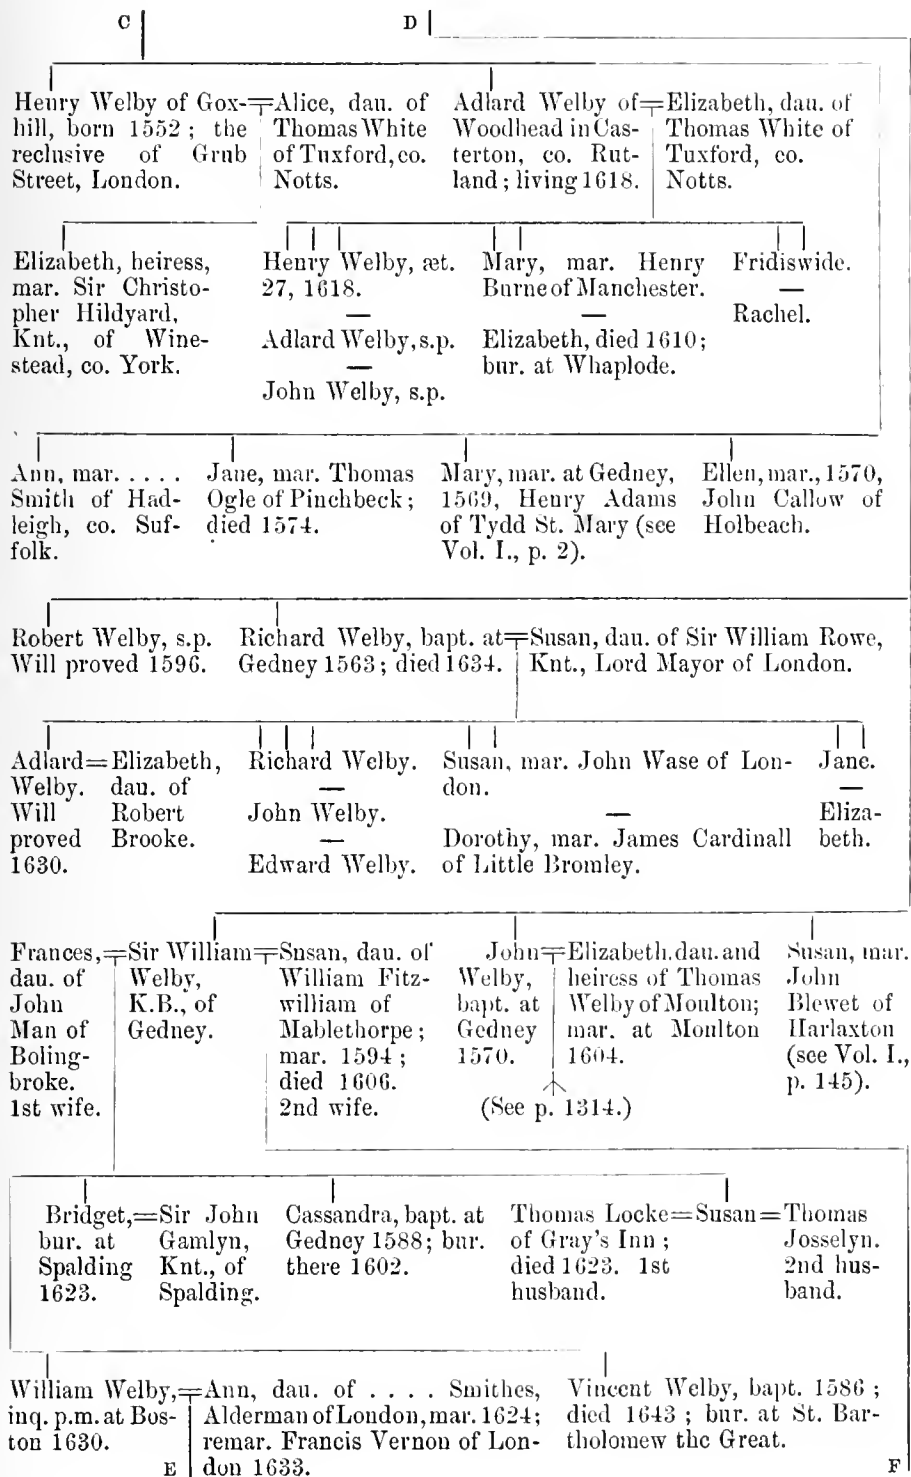 C
D
Henry Welby of Gox-
hill, born 1552 ; the
reclusive of Grub
Street, London.
Alice, dau. of
Thomas White
of Tuxford, co.
Notts.
Adlard Welby of
Woodhead in Cas-
terton, co. Rut-
land ; living 1618.
Elizabeth, dau. of
Thomas White of
Tuxford, co.
Notts.
Elizabeth, heiress,
mar. Sir Christo-
pher Hildyard,
Knt., of Wine-
stead, co. York.
Henry Welby, æt.
27, 1618.
—
Adlard Welby, s.p.
—
John Welby, s.p.
Mary, mar. Henry
Burne of Manchester.
—
Elizabeth, died 1610;
bur. at Whaplode.
Fridiswide.
—
Rachel.
Ann, mar. . . . . .
Smith of Had-
leigh, co. Suf-
folk.
Jane, mar. Thomas
Ogle of Pinchbeck;
died 1574.
Mary, mar. at Gedney,
1569, Henry Adams
of Tydd St. Mary (see
Vol. I., p. 2).
Ellen, mar., 1570,
John Callow of
Holbeach.
Robert Welby, s.p.
Will proved 1596.
Richard Welby, bapt. at
Gedney 1563; died 1634.
Susan, dau. of Sir William Rowe,
Knt., Lord Mayor of London.
Adlard=
Welby.
Will
proved
1630.
Elizabeth,
dau. of
Robert
Brooke.
Richard Welby.
—
John Welby.
—
Edward Welby.
Susan, mar. John Wase of Lon-
don.
—
Dorothy, mar. James Cardinall
of Little Bromley.
Jane.
—
Eliza-
beth.
Frances,
dau. of
John
Man of
Boling-
broke.
1st wife.
Sir William
Welby,
K.B., of
Gedney.
Susan, dau. of
William Fitz-
william of
Mablethorpe;
mar. 1594 ;
died 1606.
2nd wife.
John
Welby,
bapt. at
Gedney
1570.
Elizabeth, dau. and
heiress of Thomas
Welby of Moulton;
mar. at Moulton
1604.
(See p. 1314.)
Susan, mar.
John
Blewet of
Harlaxton
(see Vol. I.,
p. 145).
Bridget,=
bur. at
Spalding
1623.
Sir John
Gamlyn,
Knt., of
Spalding.
Cassandra, bapt. at
Gedney 1588; bur.
there 1602.
Thomas Locke=
of Gray's Inn ;
died 1623. 1st
husband.
Susan=
Thomas
Josselyn.
2nd hus-
band.
William Welby,
inq. p.m. at Bos-
ton 1630.
Ann, dau. of . . . . Smithes,
Alderman of London, mar. 1624;
remar. Francis Vernon of Lon-
don 1633.
Vincent Welby, bapt. 1586 ;
died 1643 ; bur. at St. Bar-
tholomew the Great.
E
F